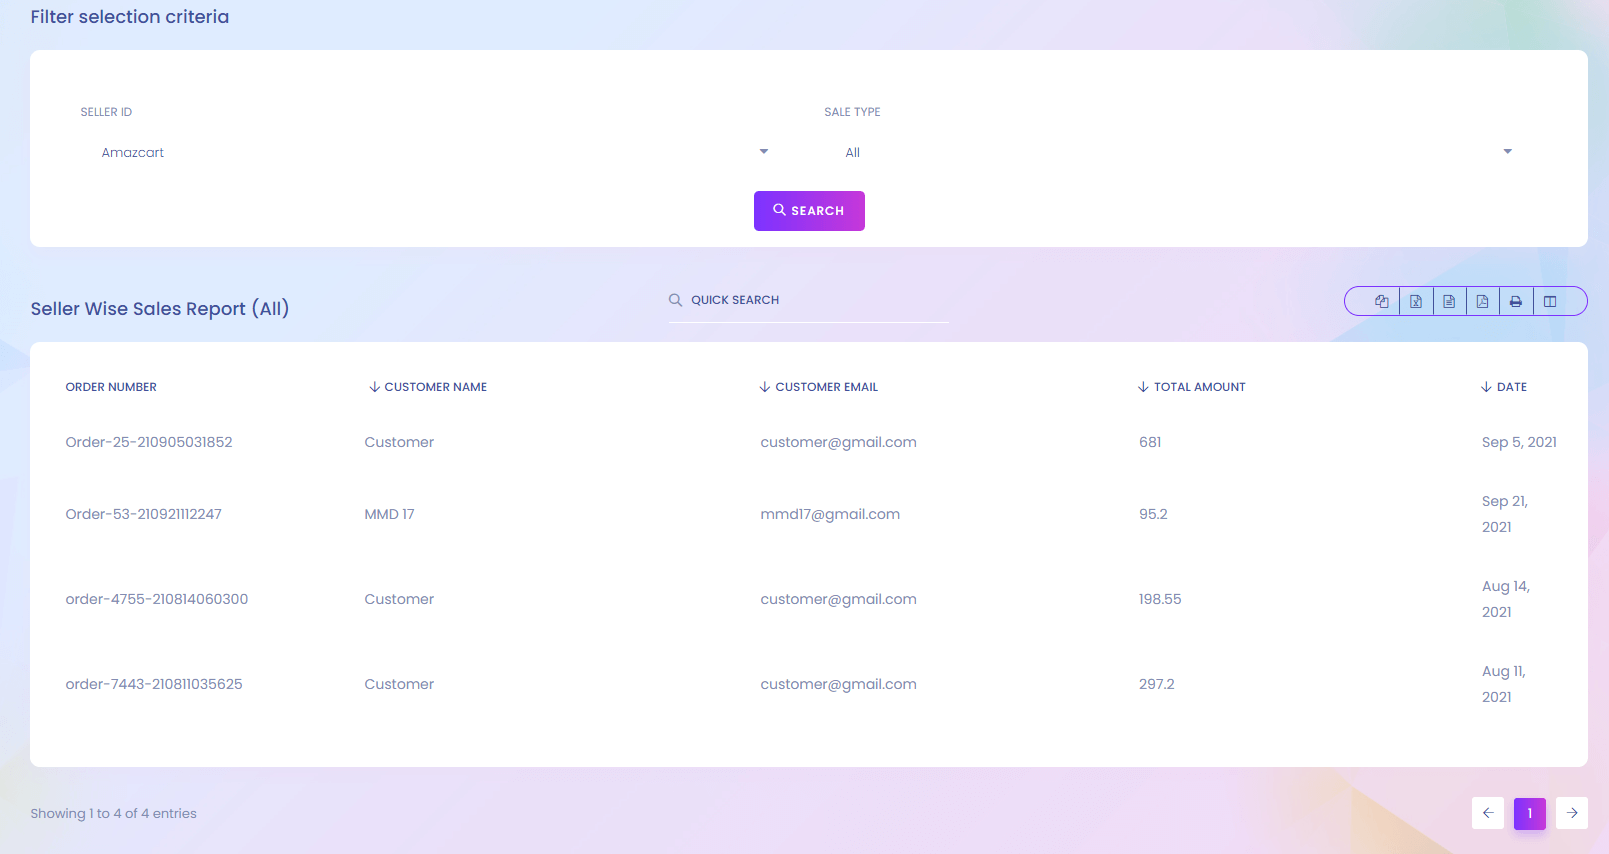 Filter selection criteria
SELLER ID
SALE TYPE
Amazcart
All
SEARCH
Seller Wise Sales Report (All)
QUICK SEARCH
ORDER NUMBER CUSTOMER NAME CUSTOMER EMAIL TOTAL AMOUNT DATE
Order-25-210905031852 Customer customer@gmail.com 681 Sep 5, 2021
Order-53-210921112247 MMD 17 mmd17@gmail.com 95.2 Sep 21,
2021
order-4755-210814060300 Customer customer@gmail.com 198.55 Aug 14,
2021
order-7443-210811035625 Customer customer@gmail.com 297.2 Aug 11,
2021
Showing 1 to 4 of 4 entries
1